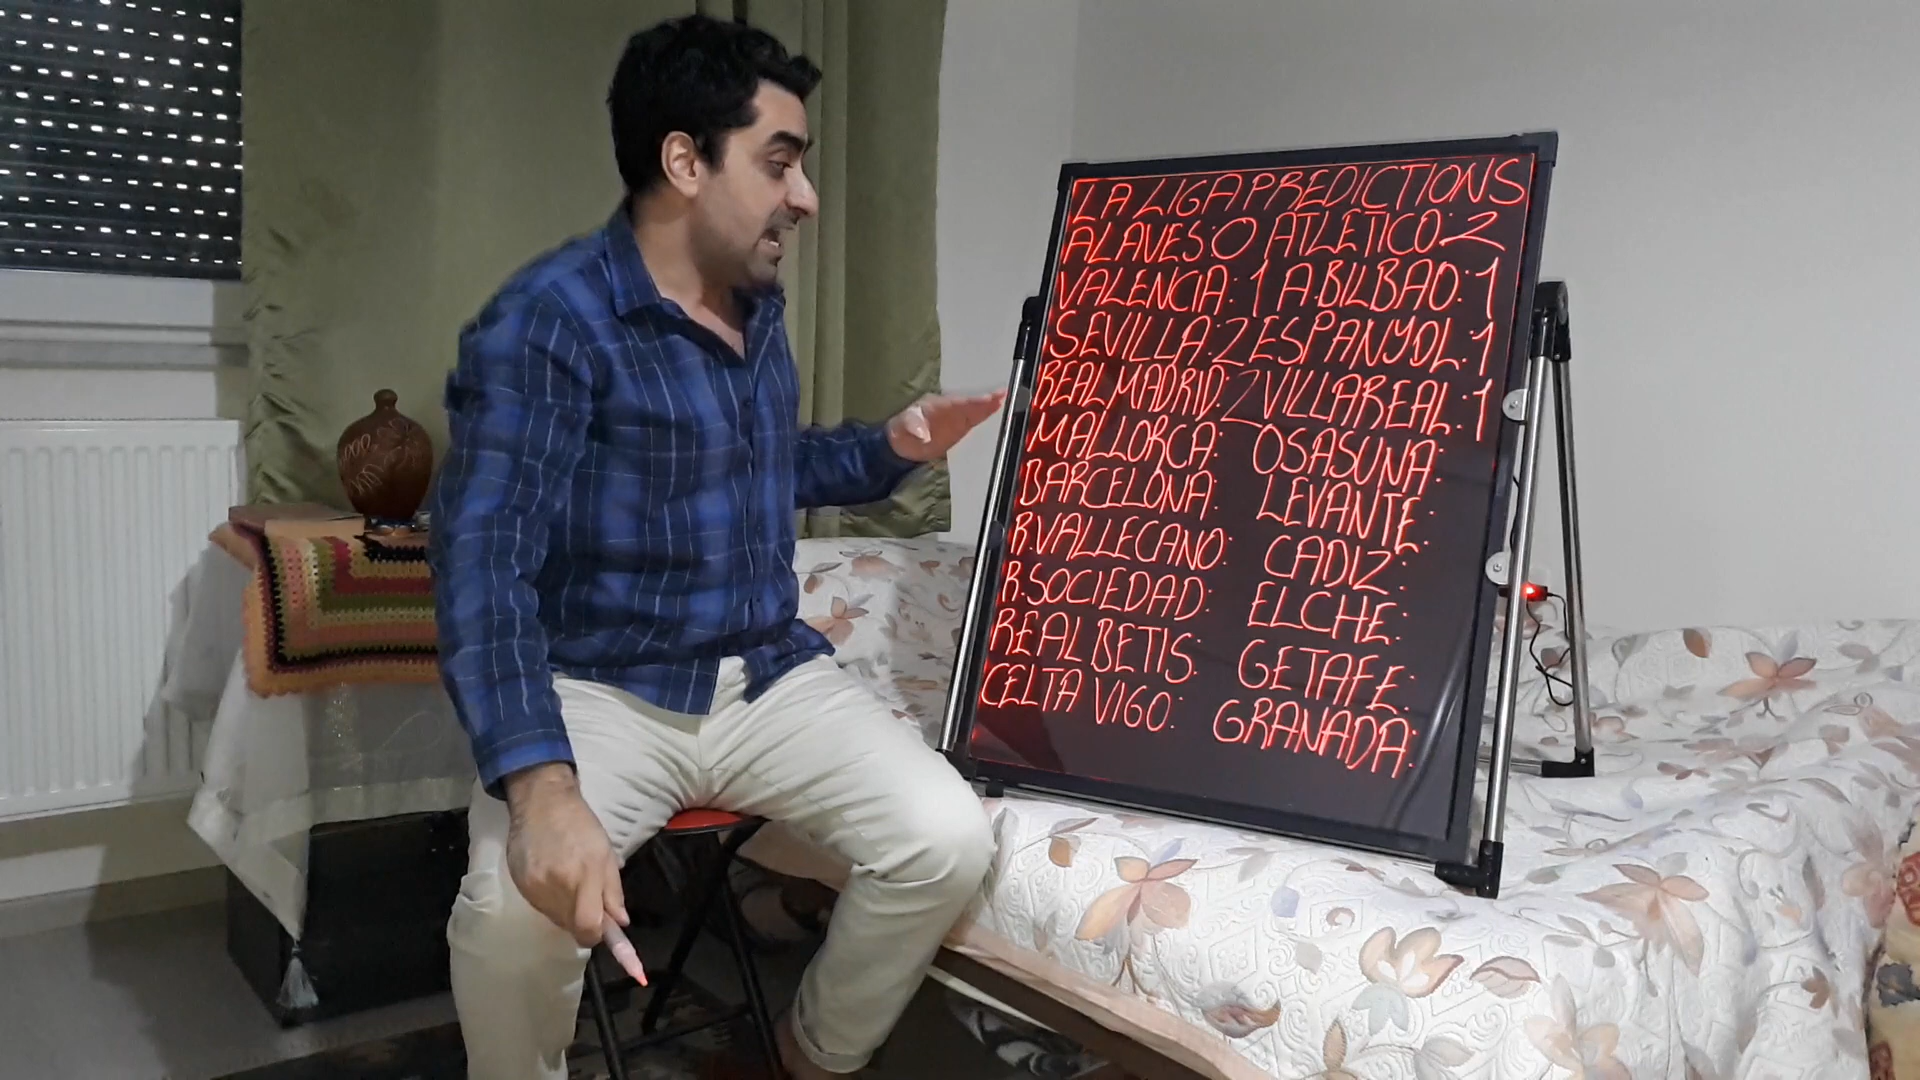 LA LIGA PREDICTIONS
ALAVES:0 ATLETICO:2
VALENCIA:1 A.BILBAO:1
SEVILLA:2 ESPANYOL:1
REAL MADRID:2 VILLAREAL:1
MALLORCA: OSASUNA:
BARCELONA: LEVANTE:
R.VALLECANO: CADIZ:
R.SOCIEDAD: ELCHE:
REAL BETIS: GETAFE:
CELTA VIGO: GRANADA: